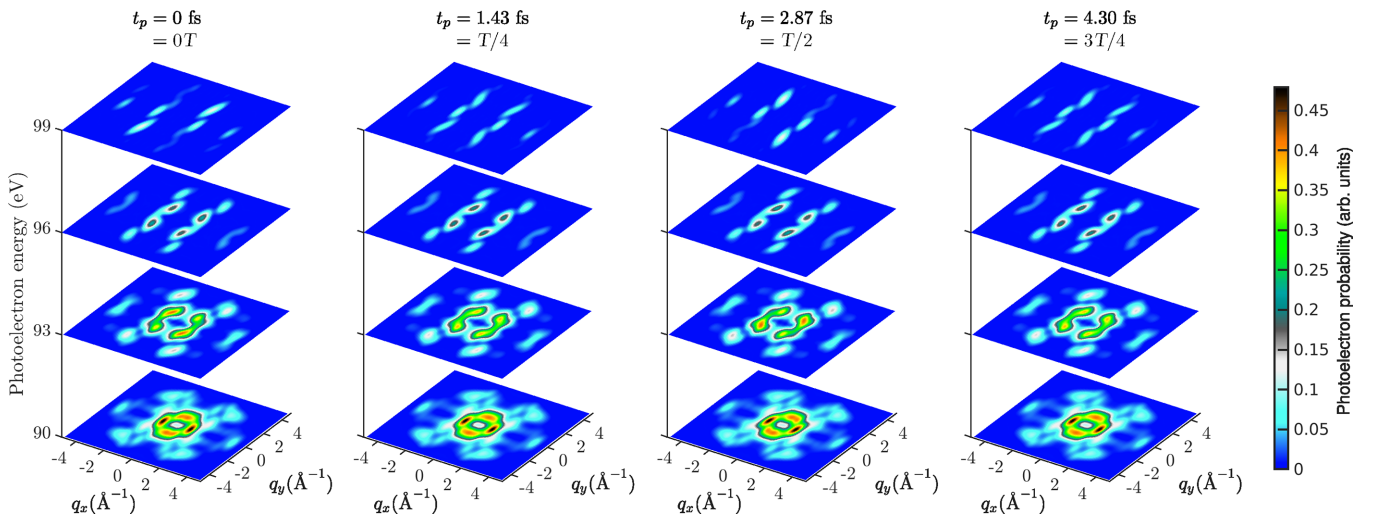 t_p = 0 fs
= 0T
t_p = 1.43 fs
= T/4
t_p = 2.87 fs
= T/2
t_p = 4.30 fs
= 3T/4
Photoelectron energy (eV)
99
96
93
90
-4 -2 0 2 4
q_x(Å⁻¹)
-4 -2 0 2 4
q_y(Å⁻¹)
-4 -2 0 2 4
q_x(Å⁻¹)
-4 -2 0 2 4
q_y(Å⁻¹)
-4 -2 0 2 4
q_x(Å⁻¹)
-4 -2 0 2 4
q_y(Å⁻¹)
-4 -2 0 2 4
q_x(Å⁻¹)
-4 -2 0 2 4
q_y(Å⁻¹)
0.45
0.4
0.35
0.3
0.25
0.2
0.15
0.1
0.05
0
Photoelectron probability (arb. units)